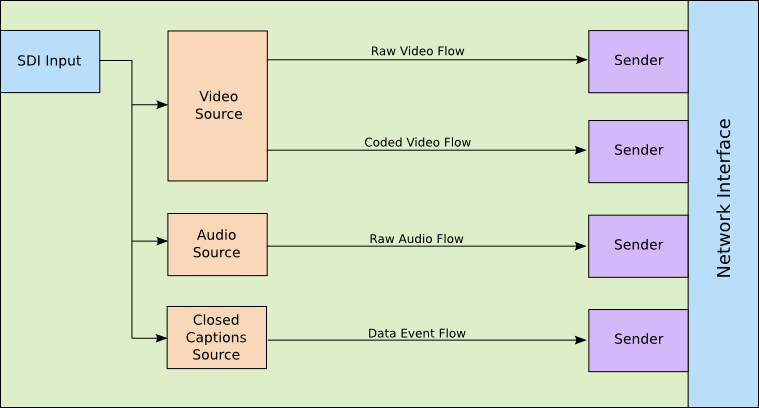 SDI Input
Video
Source
Raw Video Flow
Sender
Coded Video Flow
Sender
Audio
Source
Raw Audio Flow
Sender
Closed
Captions
Source
Data Event Flow
Sender
Network Interface